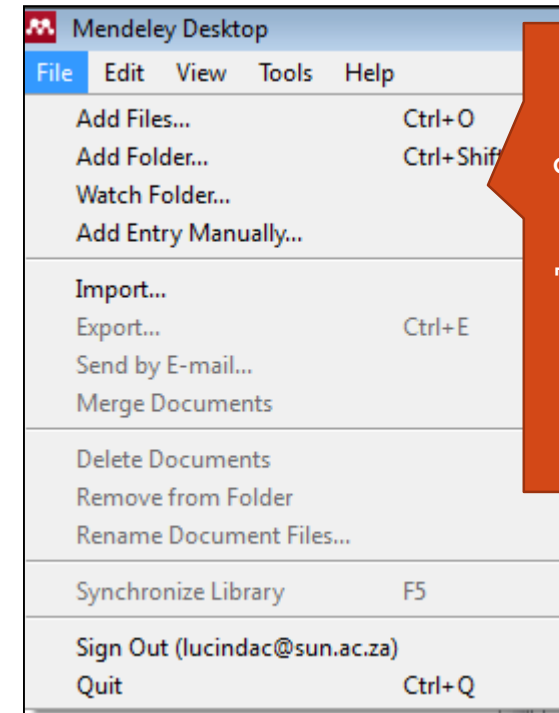 Mendeley Desktop
File Edit View Tools Help
Add Files... Ctrl+O
Add Folder... Ctrl+Shift
Watch Folder...
Add Entry Manually...
Import...
Export... Ctrl+E
Send by E-mail...
Merge Documents
Delete Documents
Remove from Folder
Rename Document Files...
Synchronize Library F5
Sign Out (lucindac@sun.ac.za)
Quit Ctrl+Q